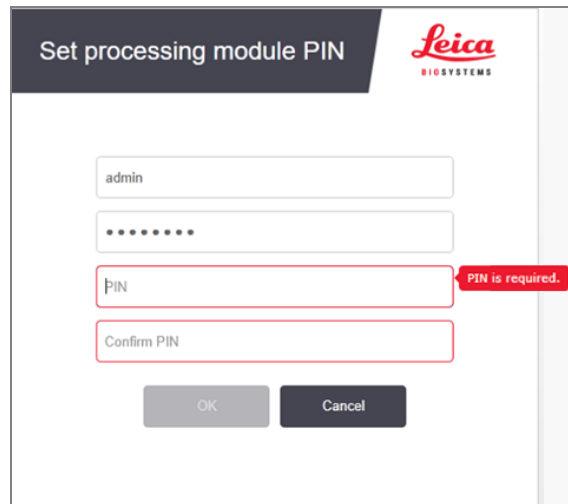 Set processing module PIN
Leica
BIOSYSTEMS
admin
••••••••
PIN
PIN is required.
Confirm PIN
OK
Cancel